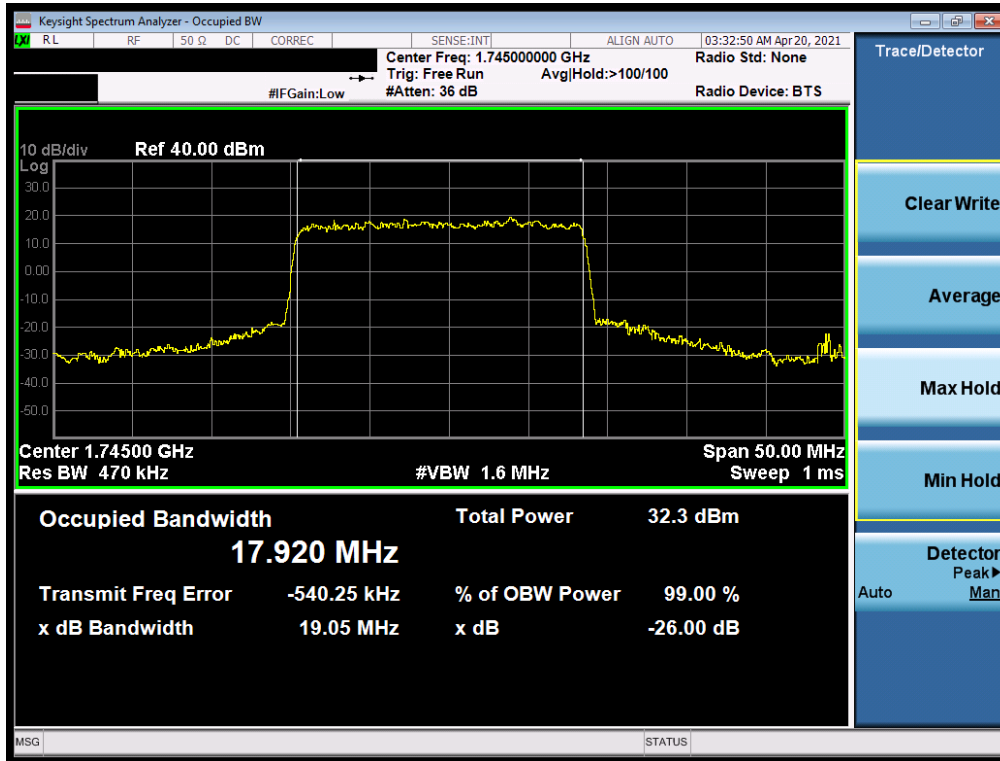 Keysight Spectrum Analyzer - Occupied BW
LXI RL RF 50 Ω DC CORREC SENSE:INT ALIGN AUTO 03:32:50 AM Apr 20, 2021
Center Freq: 1.745000000 GHz Radio Std: None
Trig: Free Run Avg|Hold:>100/100
#IFGain:Low #Atten: 36 dB Radio Device: BTS
10 dB/div Ref 40.00 dBm
Log
30.0
20.0
10.0
0.00
-10.0
-20.0
-30.0
-40.0
-50.0
Center 1.74500 GHz Span 50.00 MHz
Res BW 470 kHz #VBW 1.6 MHz Sweep 1 ms
Occupied Bandwidth Total Power 32.3 dBm
17.920 MHz
Transmit Freq Error -540.25 kHz % of OBW Power 99.00 %
x dB Bandwidth 19.05 MHz x dB -26.00 dB
MSG STATUS
Trace/Detector
Clear Write
Average
Max Hold
Min Hold
Detector
Peak▶
Auto Man